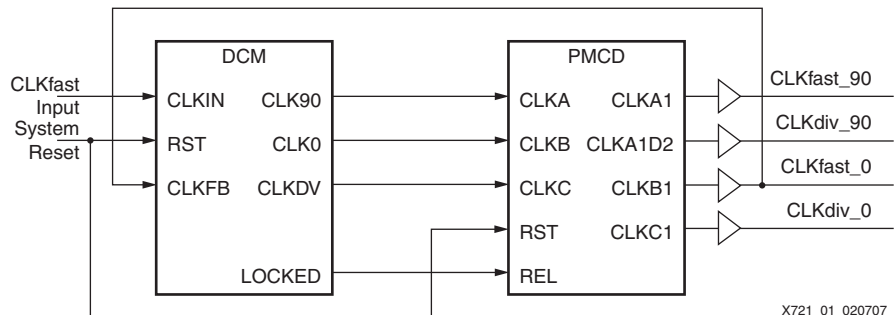 DCM
PMCD
CLKfast
Input
System
Reset
CLKIN
CLK90
RST
CLK0
CLKFB
CLKDV
LOCKED
CLKA
CLKA1
CLKB
CLKA1D2
CLKC
CLKB1
RST
CLKC1
REL
CLKfast_90
CLKdiv_90
CLKfast_0
CLKdiv_0
X721_01_020707